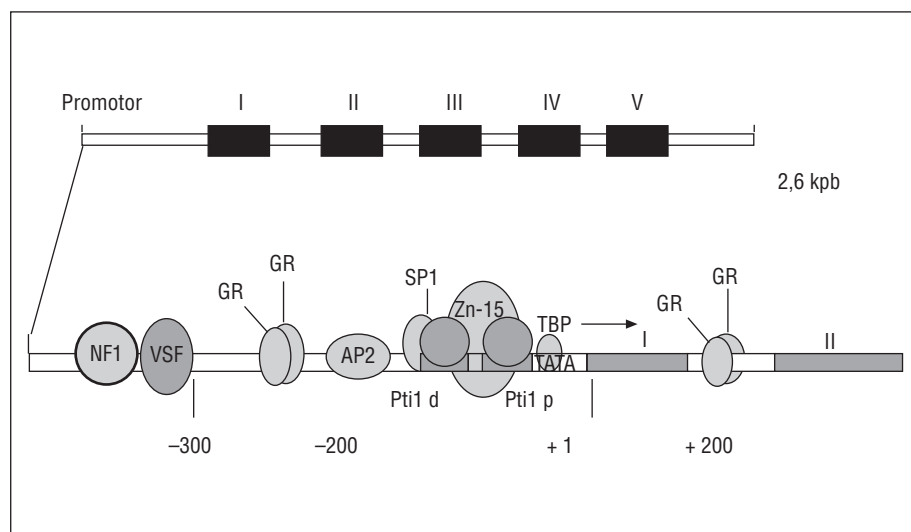 Promotor I II III IV V
2,6 kpb
GR
GR
SP1
Zn-15
TBP
GR
GR
NF1
VSF
AP2
TATA
I
II
Pti1 d
Pti1 p
–300
–200
+ 1
+ 200